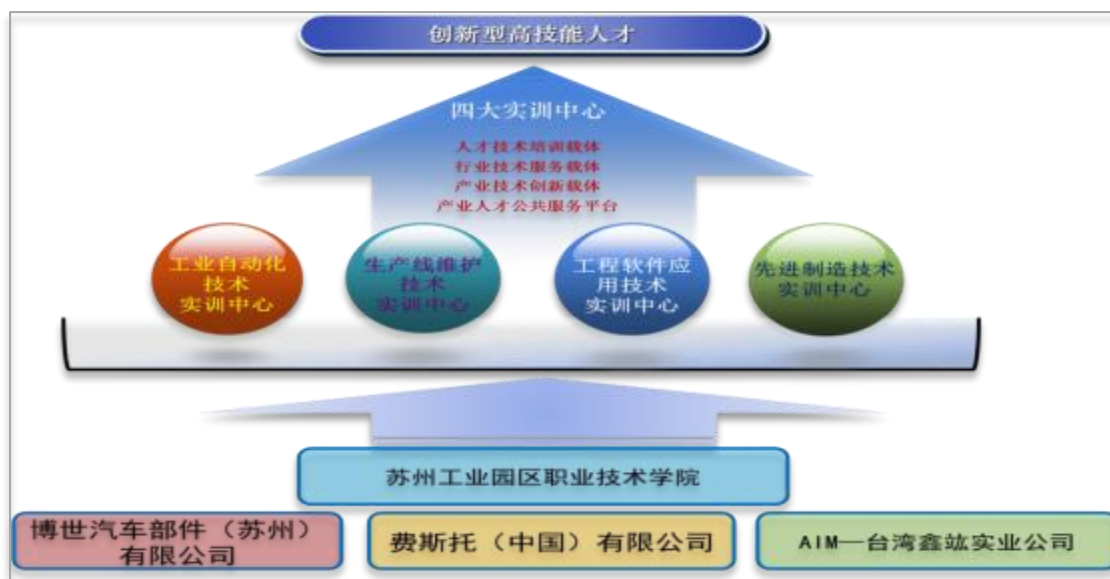 创新型高技能人才
四大实训中心
人才技术培训载体
行业技术服务载体
产业技术创新载体
产业人才公共服务平台
工业自动化
技术
实训中心
生产线维护
技术
实训中心
工程软件应
用技术
实训中心
先进制造技术
实训中心
苏州工业园区职业技术学院
博世汽车部件（苏州）
有限公司
费斯托（中国）有限公司
AIM—台湾鑫竑实业公司